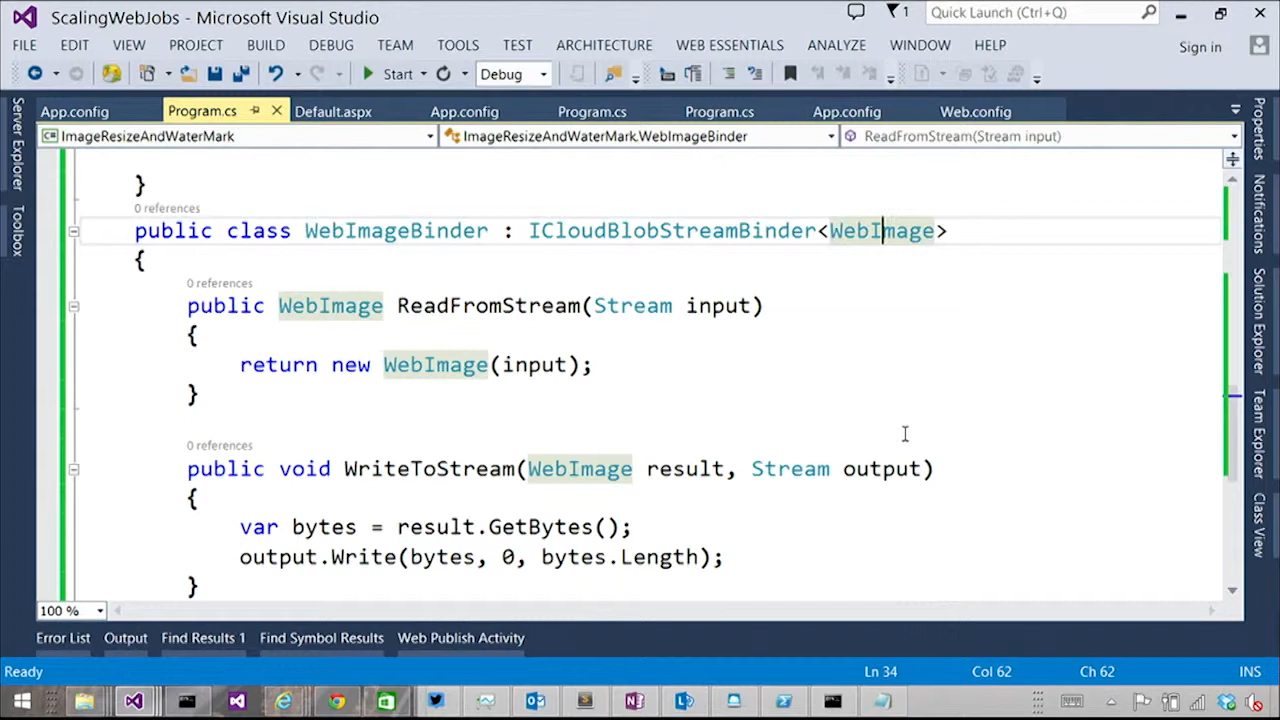 ScalingWebJobs - Microsoft Visual Studio
1
Quick Launch (Ctrl+Q)
FILE EDIT VIEW PROJECT BUILD DEBUG TEAM TOOLS TEST ARCHITECTURE WEB ESSENTIALS ANALYZE WINDOW HELP
Sign in
Start
Debug
App.config Program.cs Default.aspx App.config Program.cs Program.cs App.config Web.config
ImageResizeAndWaterMark
ImageResizeAndWaterMark.WebImageBinder
ReadFromStream(Stream input)
Server Explorer
Toolbox
}
0 references
public class WebImageBinder : ICloudBlobStreamBinder<WebImage>
{
0 references
public WebImage ReadFromStream(Stream input)
{
return new WebImage(input);
}
0 references
public void WriteToStream(WebImage result, Stream output)
{
var bytes = result.GetBytes();
output.Write(bytes, 0, bytes.Length);
}
Properties
Notifications
Solution Explorer
Team Explorer
Class View
100 %
Error List Output Find Results 1 Find Symbol Results Web Publish Activity
Ready
Ln 34
Col 62
Ch 62
INS